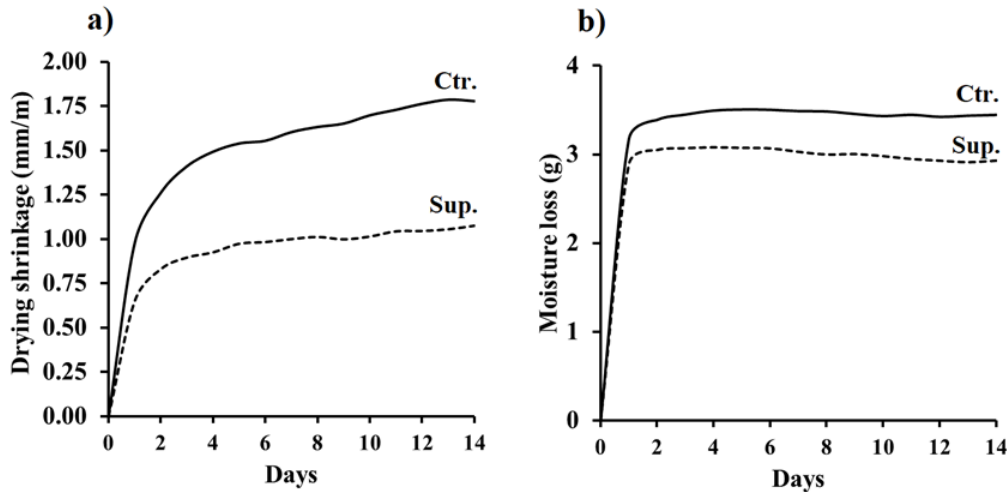 a)
Drying shrinkage (mm/m)
2.00
1.75
1.50
1.25
1.00
0.75
0.50
0.25
0.00
Ctr.
Sup.
0 2 4 6 8 10 12 14
Days
b)
Moisture loss (g)
4
3
2
1
0
Ctr.
Sup.
0 2 4 6 8 10 12 14
Days